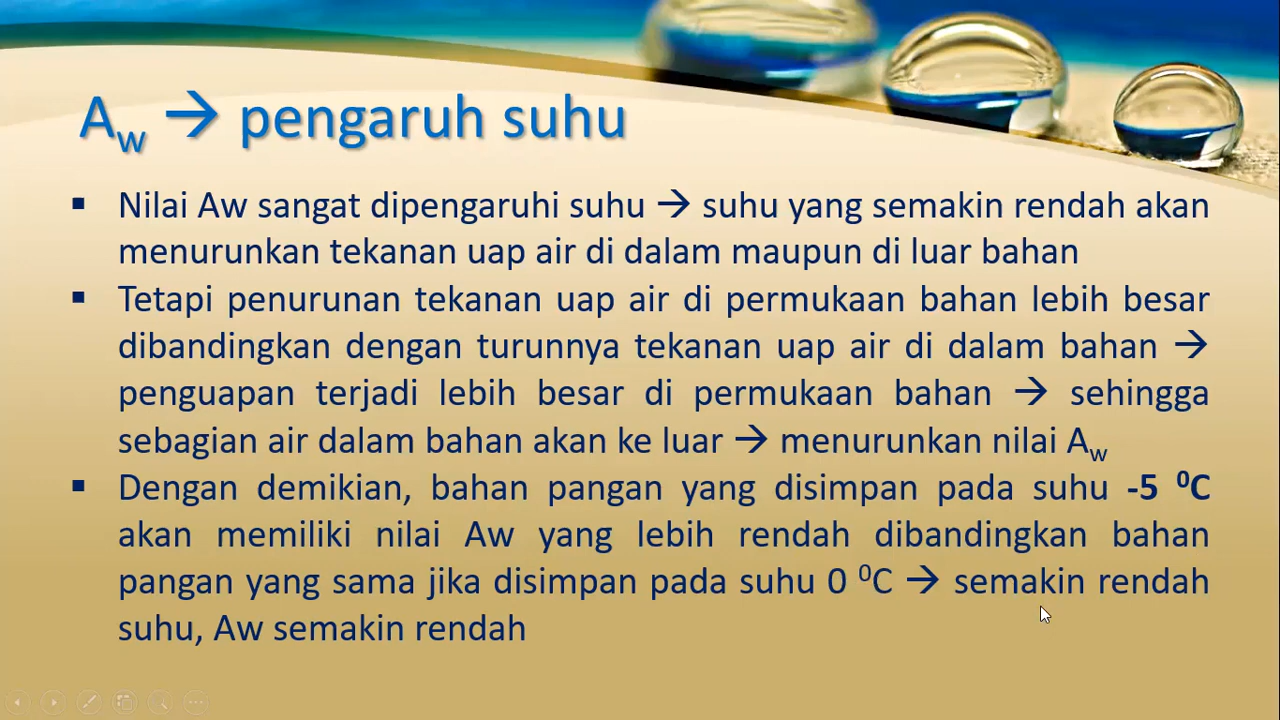 Aw → pengaruh suhu
▪ Nilai Aw sangat dipengaruhi suhu → suhu yang semakin rendah akan
menurunkan tekanan uap air di dalam maupun di luar bahan
▪ Tetapi penurunan tekanan uap air di permukaan bahan lebih besar
dibandingkan dengan turunnya tekanan uap air di dalam bahan →
penguapan terjadi lebih besar di permukaan bahan → sehingga
sebagian air dalam bahan akan ke luar → menurunkan nilai Aw
▪ Dengan demikian, bahan pangan yang disimpan pada suhu -5 ⁰C
akan memiliki nilai Aw yang lebih rendah dibandingkan bahan
pangan yang sama jika disimpan pada suhu 0 ⁰C → semakin rendah
suhu, Aw semakin rendah